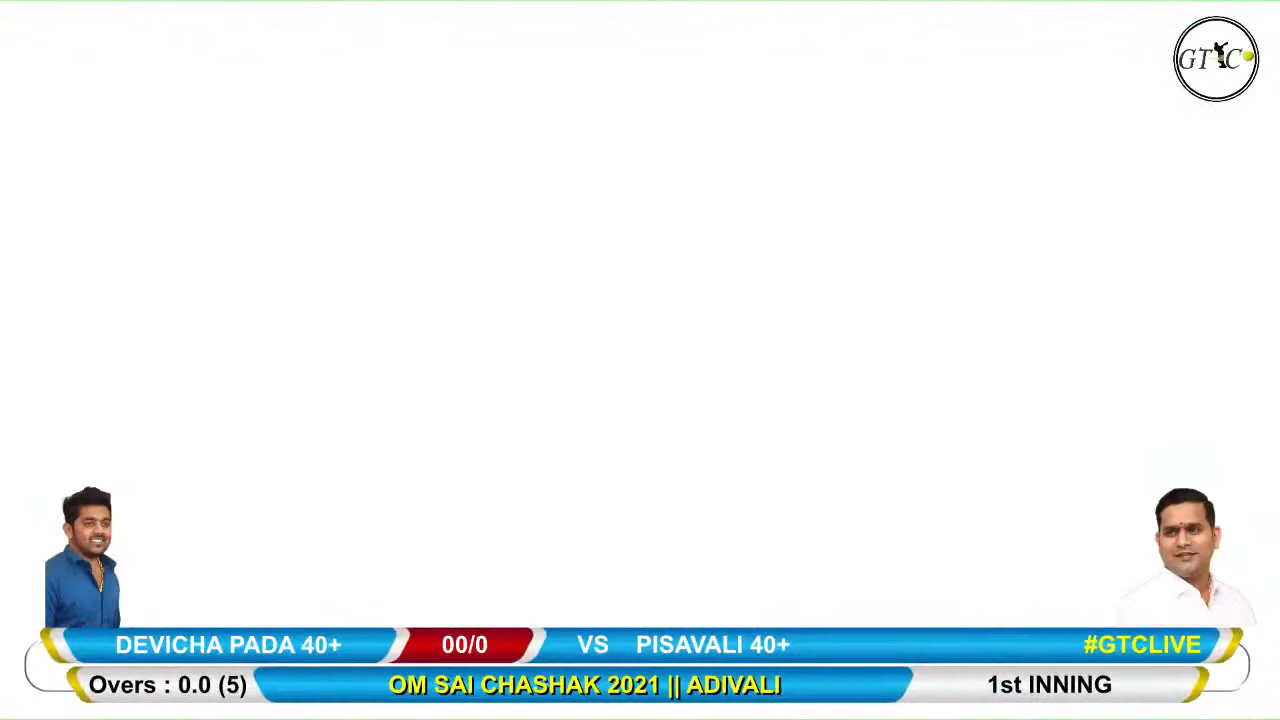 GTC
DEVICHA PADA 40+ 00/0 VS PISAVALI 40+ #GTCLIVE
Overs : 0.0 (5) OM SAI CHASHAK 2021 || ADIVALI 1st INNING